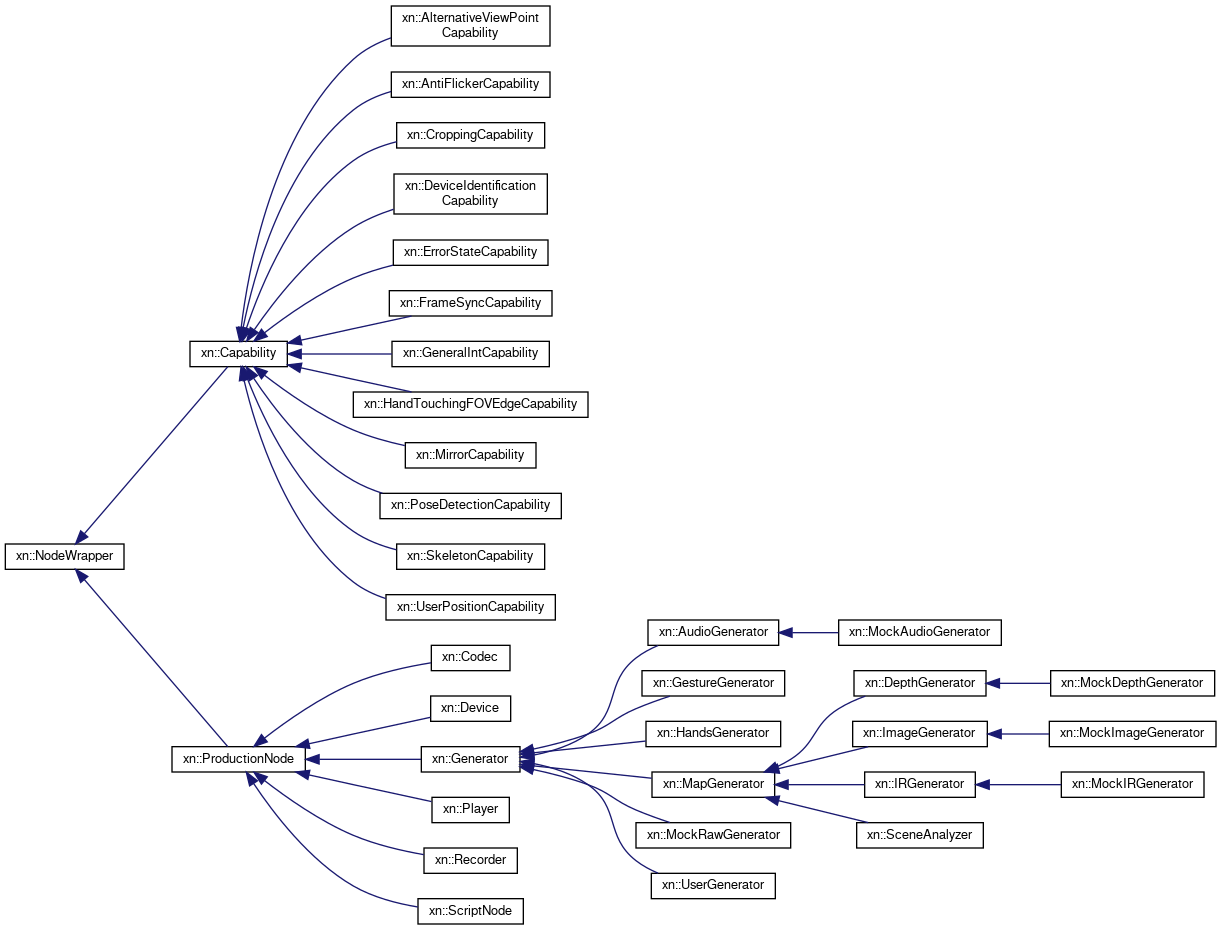 xn::AlternativeViewPoint
Capability
xn::AntiFlickerCapability
xn::CroppingCapability
xn::DeviceIdentification
Capability
xn::ErrorStateCapability
xn::FrameSyncCapability
xn::Capability
xn::GeneralIntCapability
xn::HandTouchingFOVEdgeCapability
xn::MirrorCapability
xn::PoseDetectionCapability
xn::NodeWrapper
xn::SkeletonCapability
xn::UserPositionCapability
xn::AudioGenerator
xn::MockAudioGenerator
xn::Codec
xn::GestureGenerator
xn::DepthGenerator
xn::MockDepthGenerator
xn::Device
xn::HandsGenerator
xn::ImageGenerator
xn::MockImageGenerator
xn::ProductionNode
xn::Generator
xn::MapGenerator
xn::IRGenerator
xn::MockIRGenerator
xn::Player
xn::MockRawGenerator
xn::SceneAnalyzer
xn::Recorder
xn::UserGenerator
xn::ScriptNode